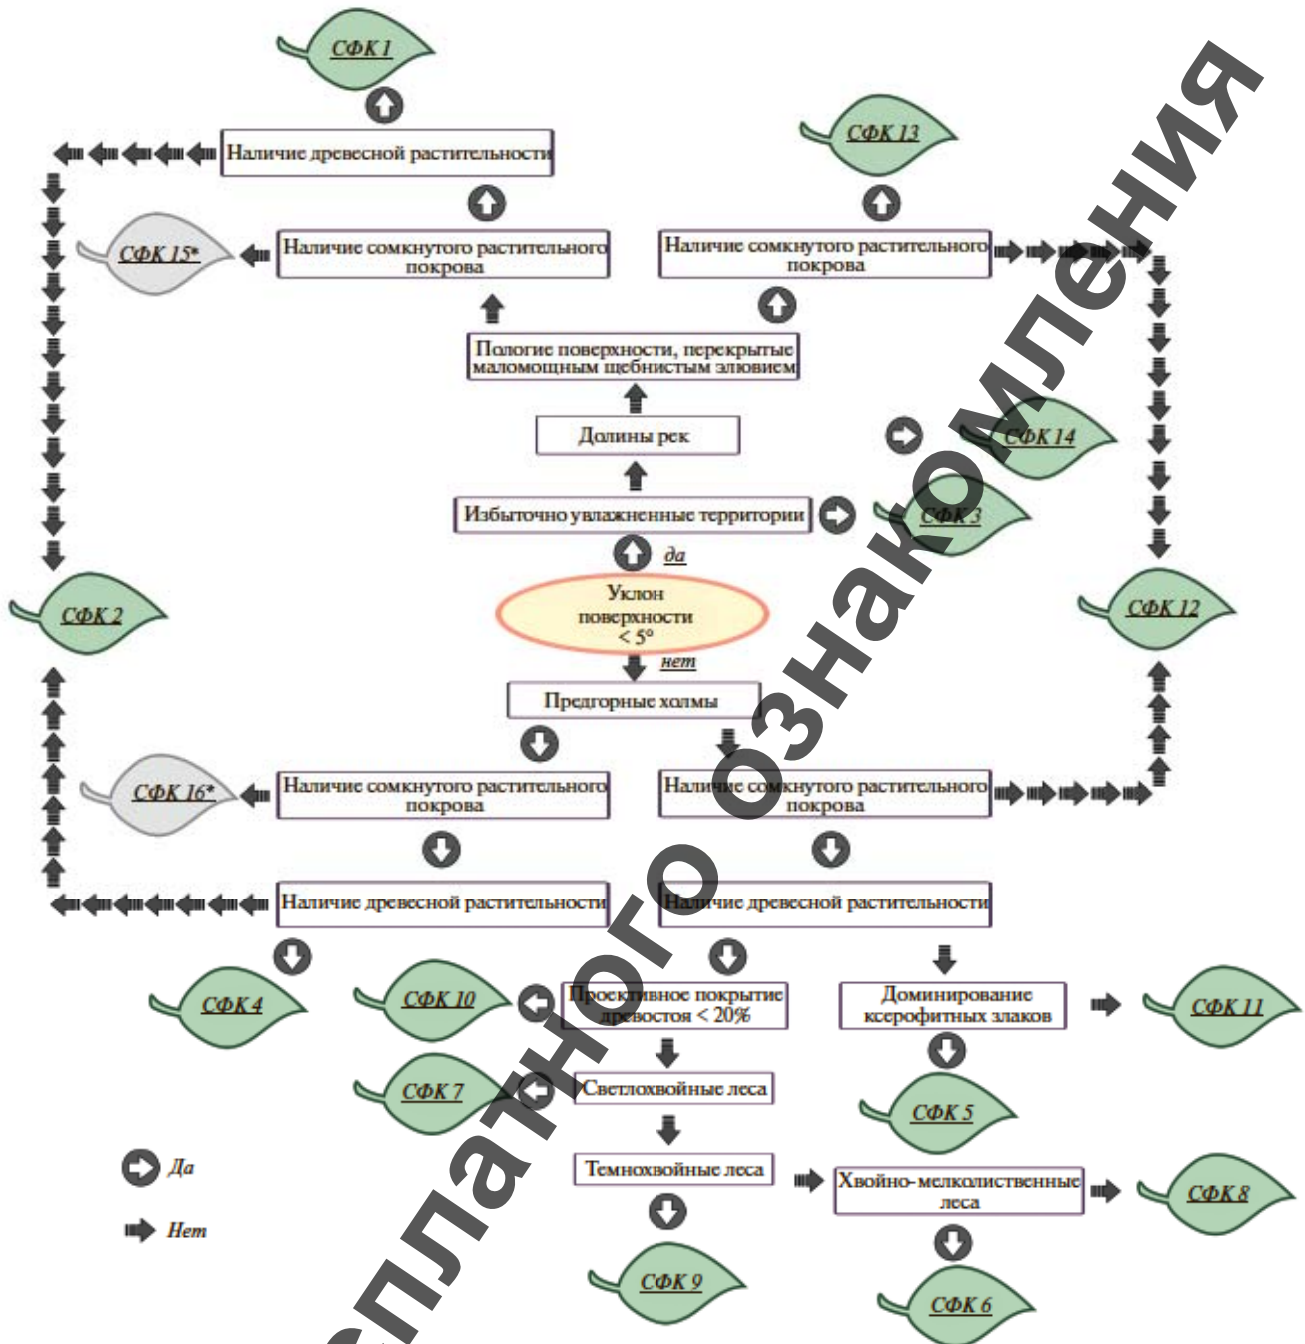 СФК 1
СФК 13
Наличие древесной растительности
СФК 15*
Наличие сомкнутого растительного
покрова
Наличие сомкнутого растительного
покрова
Пологие поверхности, перекрытые
маломощным щебнистым элювием
Долины рек
СФК 14
Избыточно увлажненные территории
СФК 3
да
Уклон
поверхности
< 5°
СФК 2
СФК 12
нет
Предгорные холмы
СФК 16*
Наличие сомкнутого растительного
покрова
Наличие сомкнутого растительного
покрова
Наличие древесной растительности
Наличие древесной растительности
СФК 4
СФК 10
Проективное покрытие
древостоя < 20%
Доминирование
ксерофитных злаков
СФК 11
СФК 7
Светлохвойные леса
СФК 5
Да
Темнохвойные леса
Хвойно-мелколиственные
леса
СФК 8
Нет
СФК 9
СФК 6
сплатного ознакомления